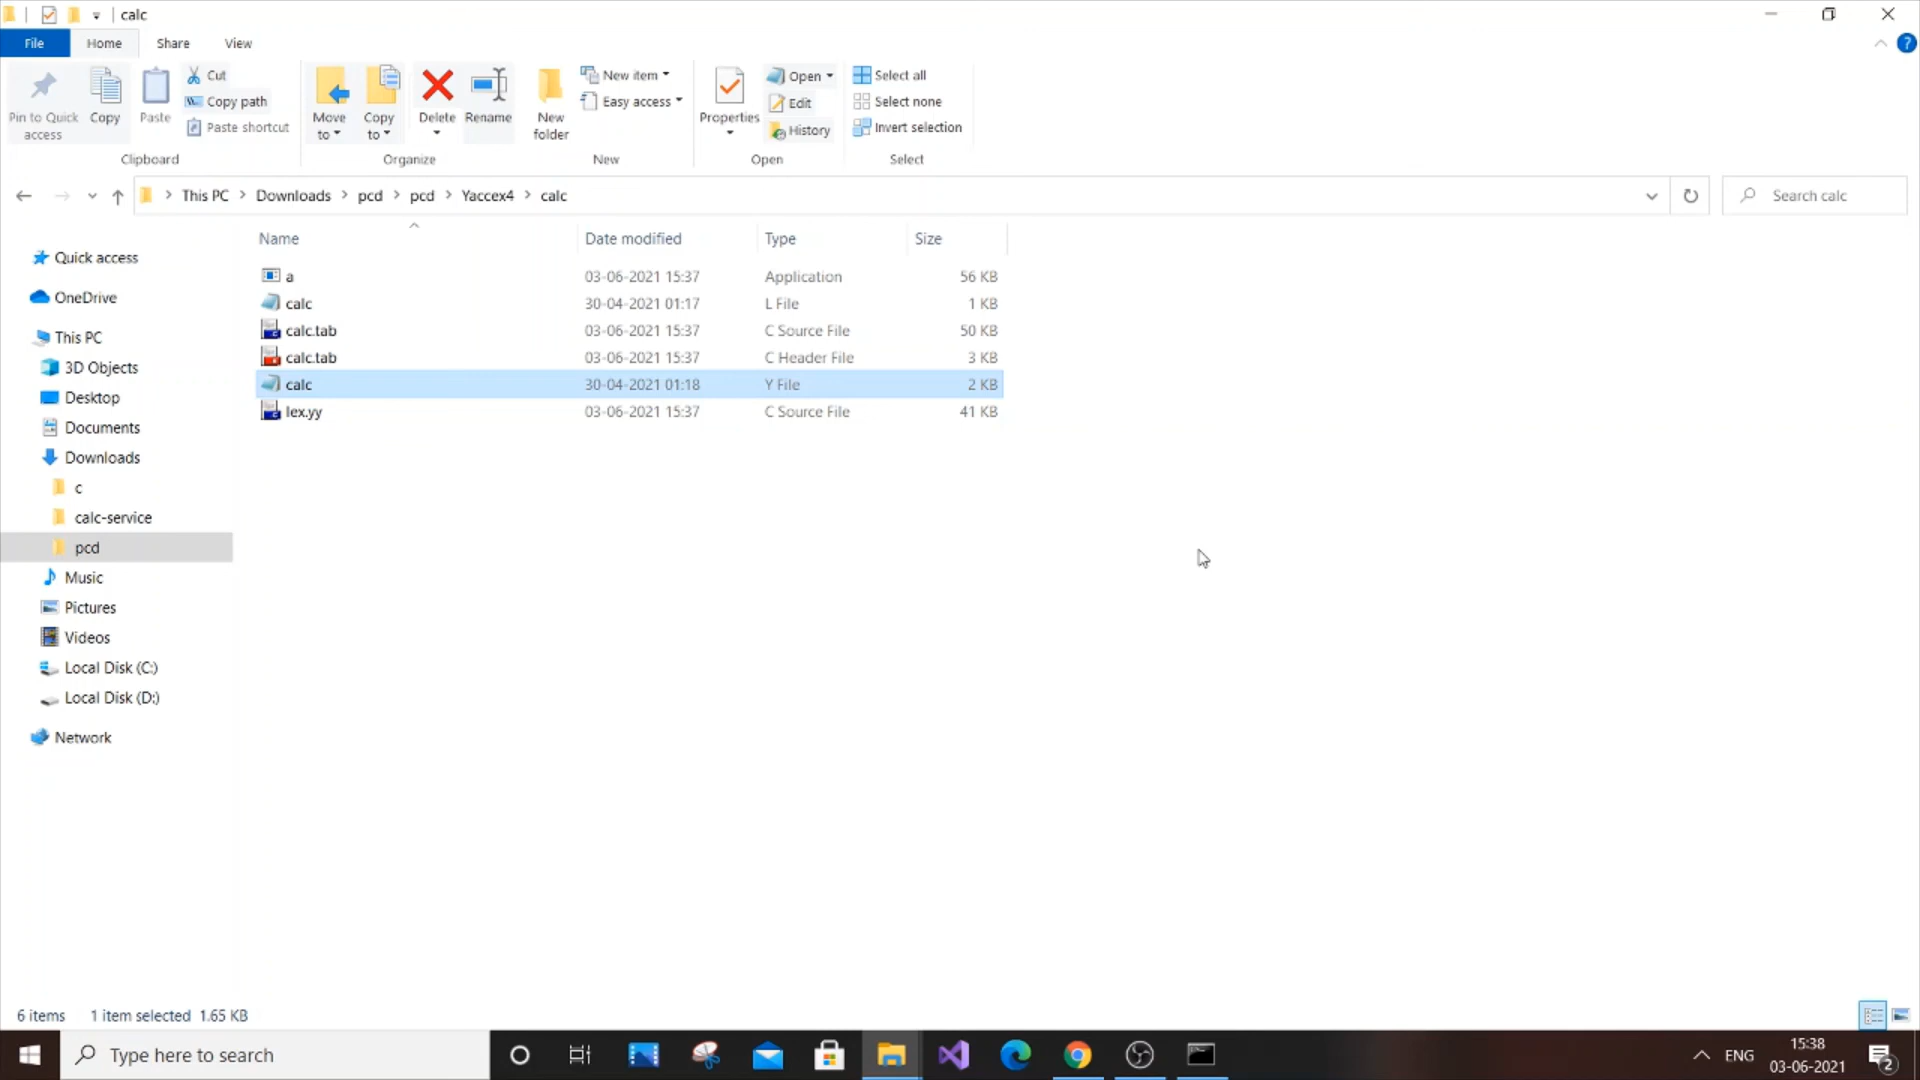 calc
File Home Share View
Pin to Quick access
Copy
Paste
Cut
Copy path
Paste shortcut
Clipboard
Move to
Copy to
Delete
Rename
Organize
New folder
New item
Easy access
New
Properties
Open
Edit
History
Open
Select all
Select none
Invert selection
Select
This PC > Downloads > pcd > pcd > Yaccex4 > calc
Search calc
Name Date modified Type Size
a 03-06-2021 15:37 Application 56 KB
calc 30-04-2021 01:17 L File 1 KB
calc.tab 03-06-2021 15:37 C Source File 50 KB
calc.tab 03-06-2021 15:37 C Header File 3 KB
calc 30-04-2021 01:18 Y File 2 KB
lex.yy 03-06-2021 15:37 C Source File 41 KB
Quick access
OneDrive
This PC
3D Objects
Desktop
Documents
Downloads
c
calc-service
pcd
Music
Pictures
Videos
Local Disk (C:)
Local Disk (D:)
Network
6 items 1 item selected 1.65 KB
Type here to search
ENG
15:38
03-06-2021
2